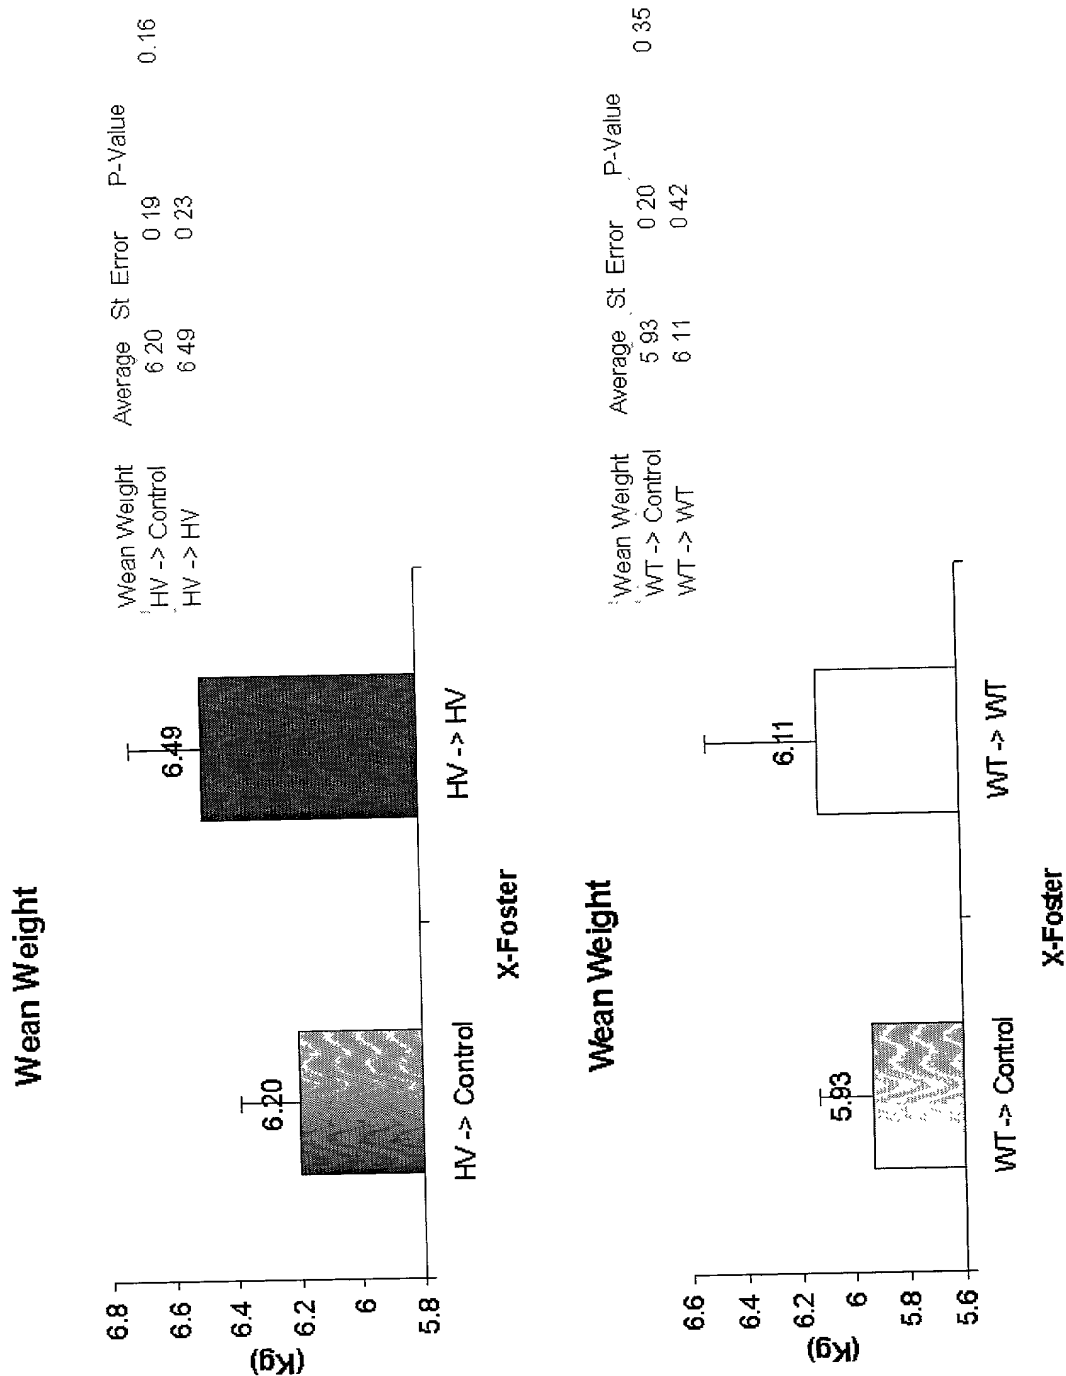 Wean Weight
6.8
6.6
6.4
6.2
6
5.8
(Kg)
6.20
6.49
HV -> Control
HV -> HV
X-Foster
Wean Weight Average St Error P-Value
HV -> Control 6 20 0 19 0.16
HV -> HV 6 49 0 23
Wean Weight
6.6
6.4
6.2
6
5.8
5.6
(Kg)
5.93
6.11
WT -> Control
WT -> WT
X-Foster
Wean Weight Average St Error P-Value
WT -> Control 5 93 0 20 0 35
WT -> WT 6 11 0 42